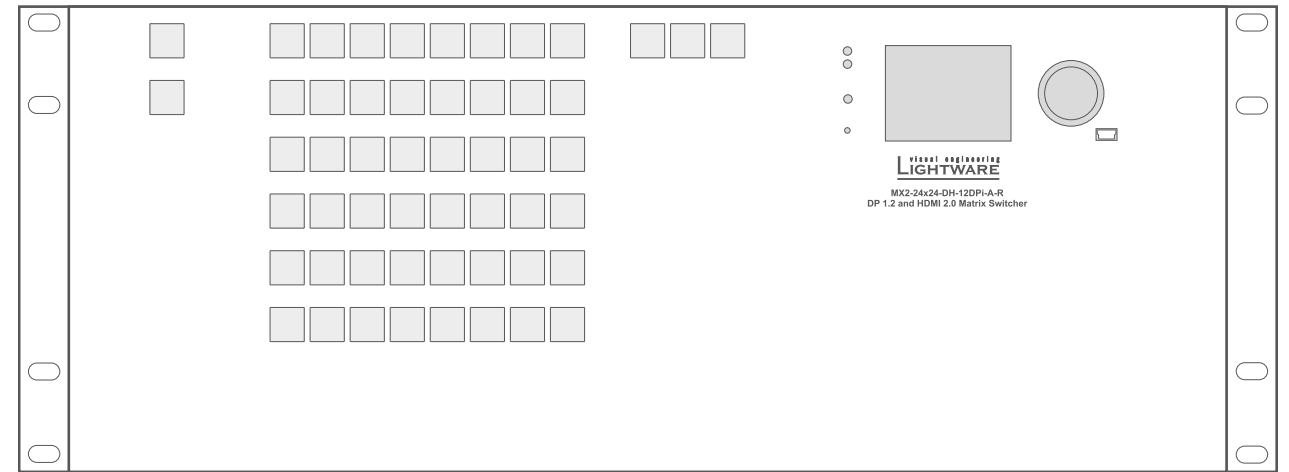 visual engineering
LIGHTWARE
MX2-24x24-DH-12DPi-A-R
DP 1.2 and HDMI 2.0 Matrix Switcher